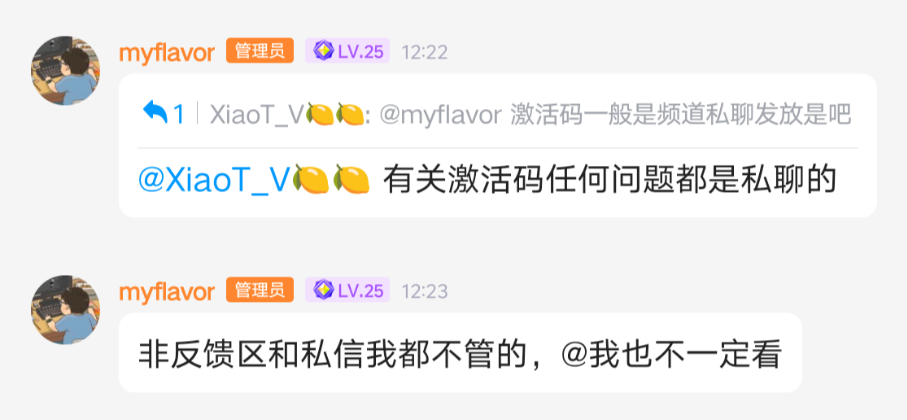 myflavor 管理员 LV.25 12:22
1 XiaoT_V🍋🍋: @myflavor 激活码一般是频道私聊发放是吧
@XiaoT_V🍋🍋 有关激活码任何问题都是私聊的
myflavor 管理员 LV.25 12:23
非反馈区和私信我都不管的，@我也不一定看